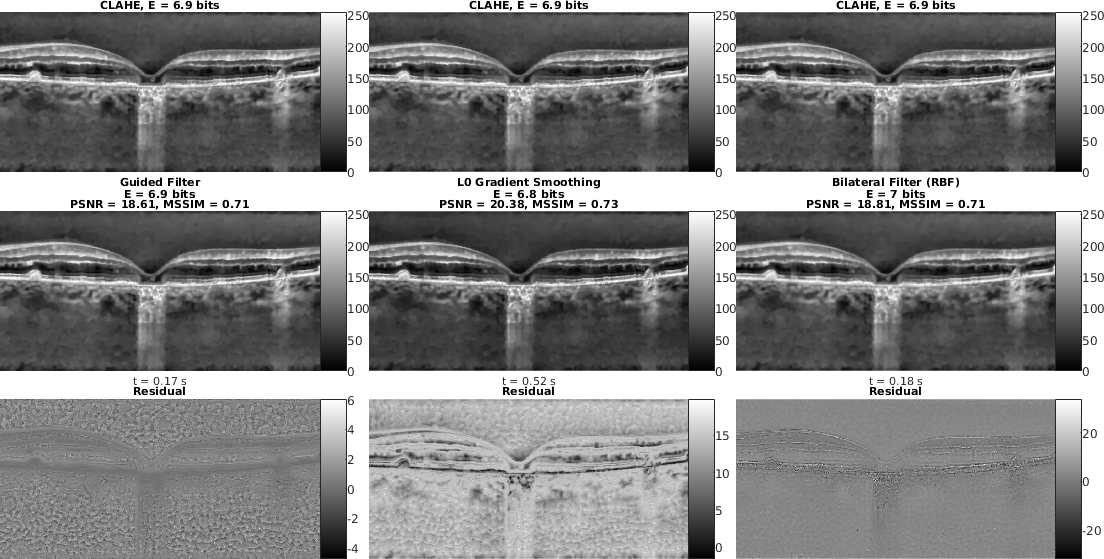 CLAHE, E = 6.9 bits
250
200
150
100
50
0
CLAHE, E = 6.9 bits
250
200
150
100
50
0
CLAHE, E = 6.9 bits
250
200
150
100
50
0
Guided Filter
E = 6.9 bits
PSNR = 18.61, MSSIM = 0.71
250
200
150
100
50
0
t = 0.17 s
L0 Gradient Smoothing
E = 6.8 bits
PSNR = 20.38, MSSIM = 0.73
250
200
150
100
50
0
t = 0.52 s
Bilateral Filter (RBF)
E = 7 bits
PSNR = 18.81, MSSIM = 0.71
250
200
150
100
50
0
t = 0.18 s
Residual
6
4
2
0
-2
-4
Residual
15
10
5
0
Residual
20
0
-20